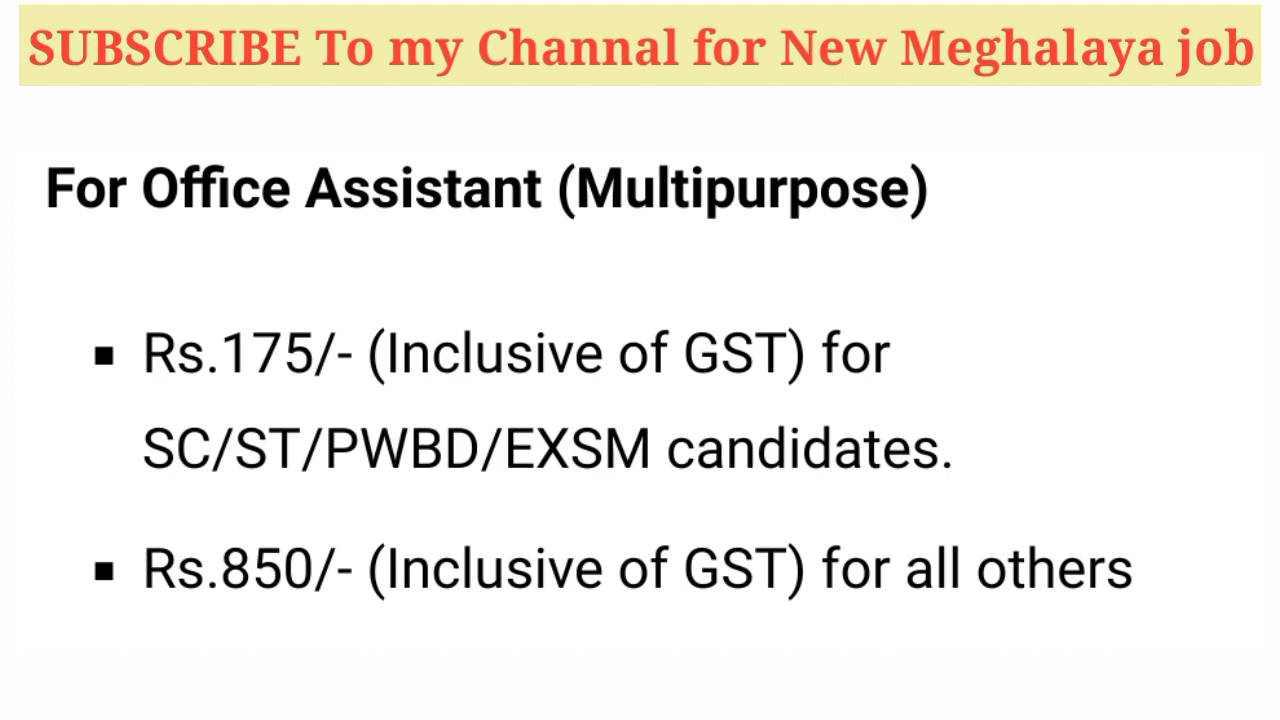 SUBSCRIBE To my Channal for New Meghalaya job
For Office Assistant (Multipurpose)
▪ Rs.175/- (Inclusive of GST) for
SC/ST/PWBD/EXSM candidates.
▪ Rs.850/- (Inclusive of GST) for all others